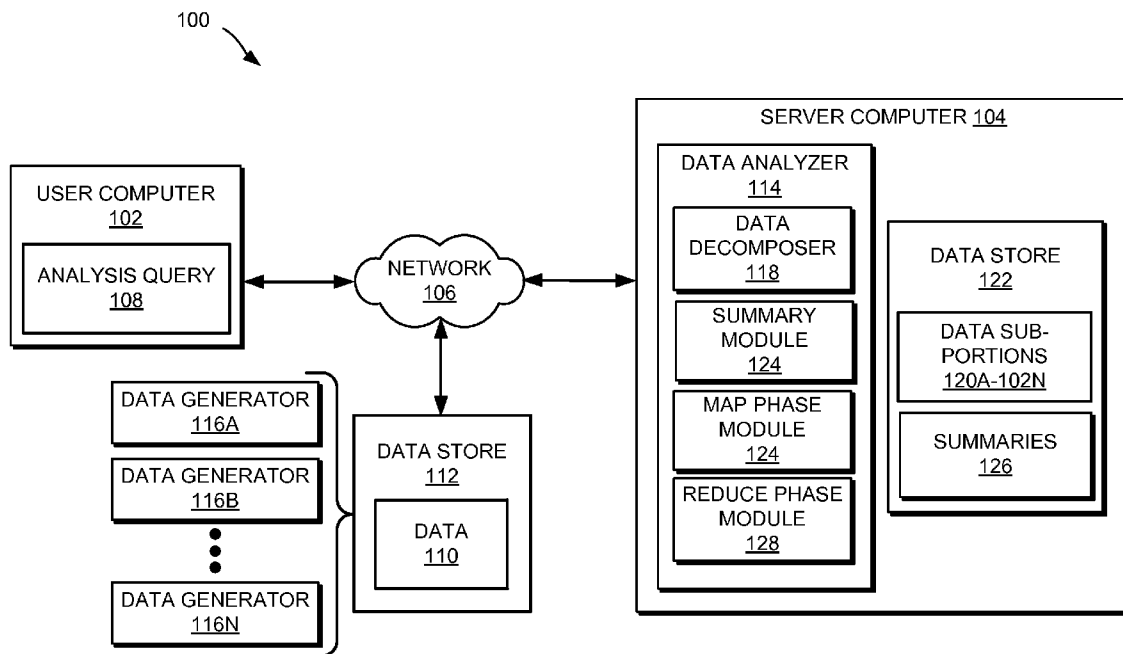 100
USER COMPUTER
102
ANALYSIS QUERY
108
NETWORK
106
SERVER COMPUTER 104
DATA ANALYZER
114
DATA
DECOMPOSER
118
SUMMARY
MODULE
124
MAP PHASE
MODULE
124
REDUCE PHASE
MODULE
128
DATA STORE
122
DATA SUB-
PORTIONS
120A-102N
SUMMARIES
126
DATA GENERATOR
116A
DATA GENERATOR
116B
DATA GENERATOR
116N
DATA STORE
112
DATA
110